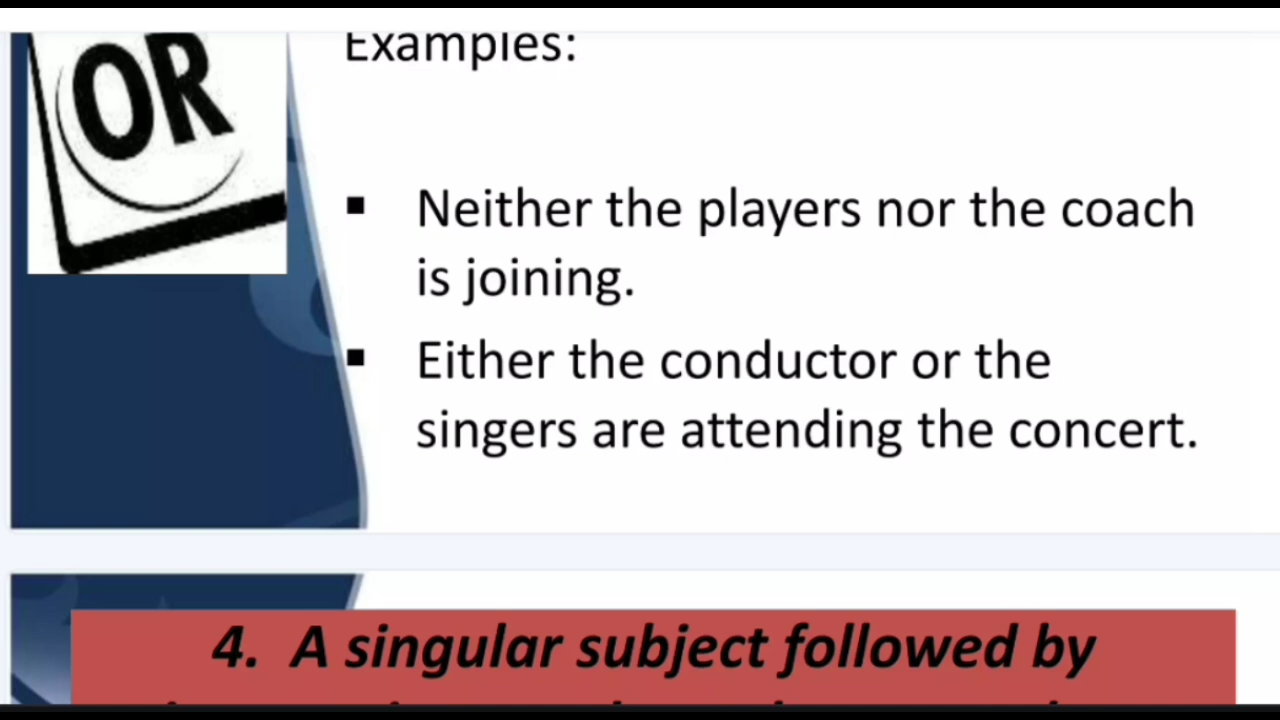 OR
Examples:
▪ Neither the players nor the coach
is joining.
▪ Either the conductor or the
singers are attending the concert.
4. A singular subject followed by